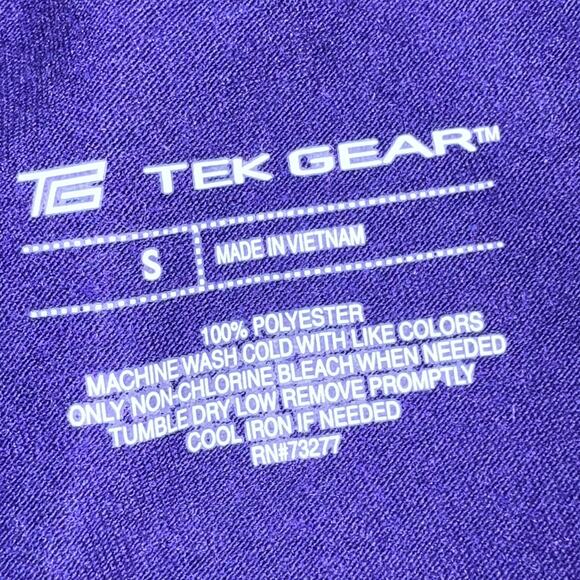 TG TEK GEAR™
S MADE IN VIETNAM
100% POLYESTER
MACHINE WASH COLD WITH LIKE COLORS
ONLY NON-CHLORINE BLEACH WHEN NEEDED
TUMBLE DRY LOW REMOVE PROMPTLY
COOL IRON IF NEEDED
RN#73277